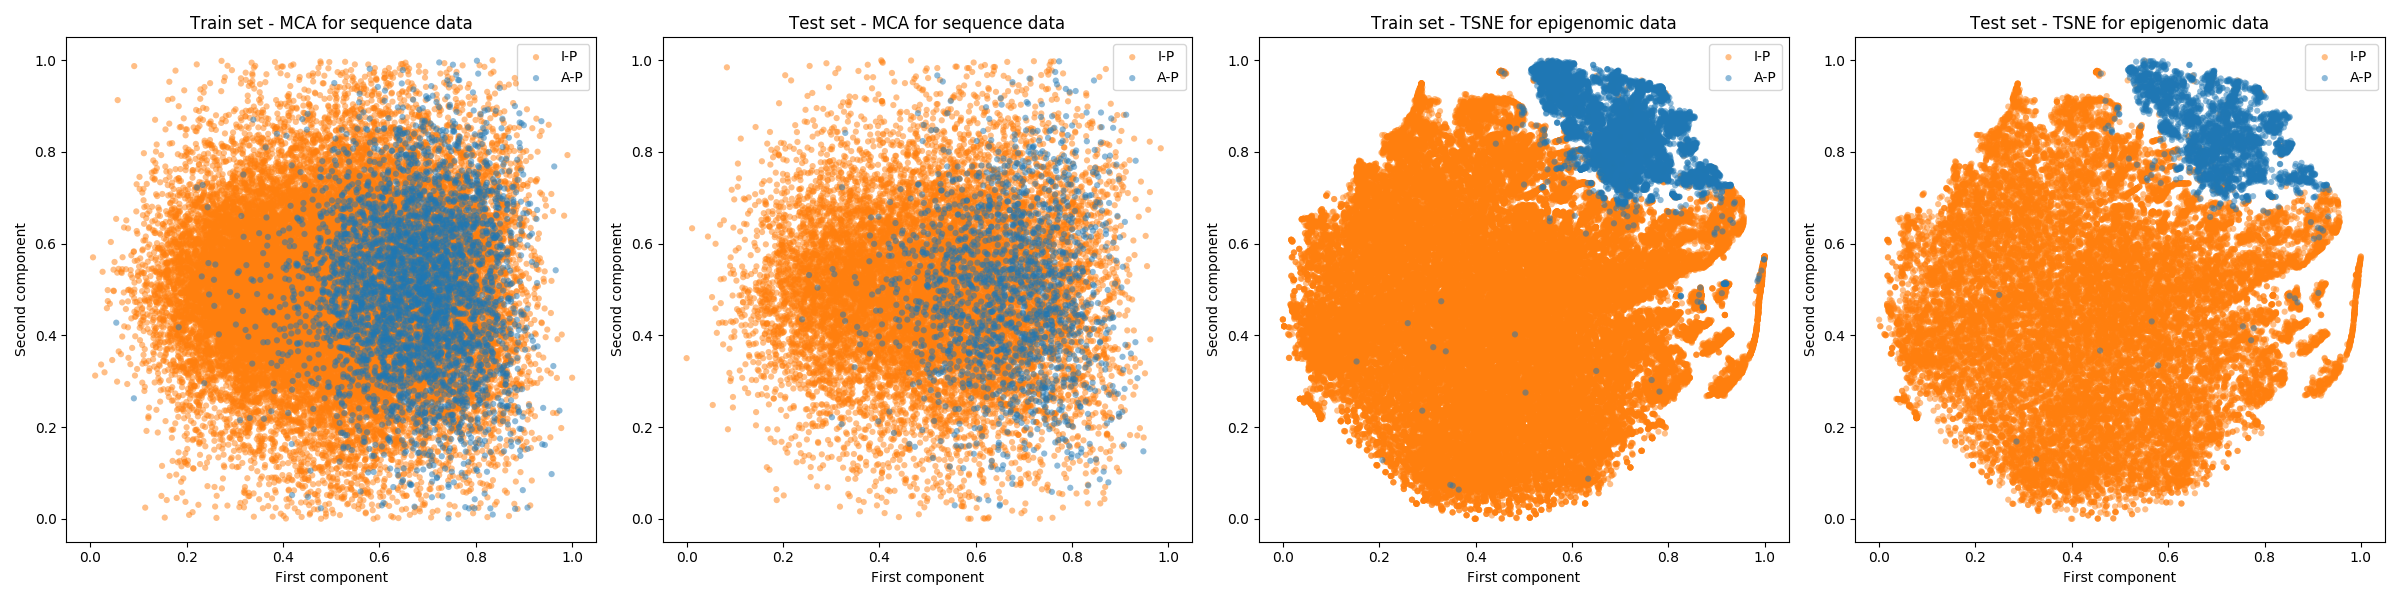 Train set - MCA for sequence data
I-P
A-P
1.0
0.8
0.6
0.4
0.2
0.0
Second component
0.0 0.2 0.4 0.6 0.8 1.0
First component
Test set - MCA for sequence data
I-P
A-P
1.0
0.8
0.6
0.4
0.2
0.0
Second component
0.0 0.2 0.4 0.6 0.8 1.0
First component
Train set - TSNE for epigenomic data
I-P
A-P
1.0
0.8
0.6
0.4
0.2
0.0
Second component
0.0 0.2 0.4 0.6 0.8 1.0
First component
Test set - TSNE for epigenomic data
I-P
A-P
1.0
0.8
0.6
0.4
0.2
0.0
Second component
0.0 0.2 0.4 0.6 0.8 1.0
First component